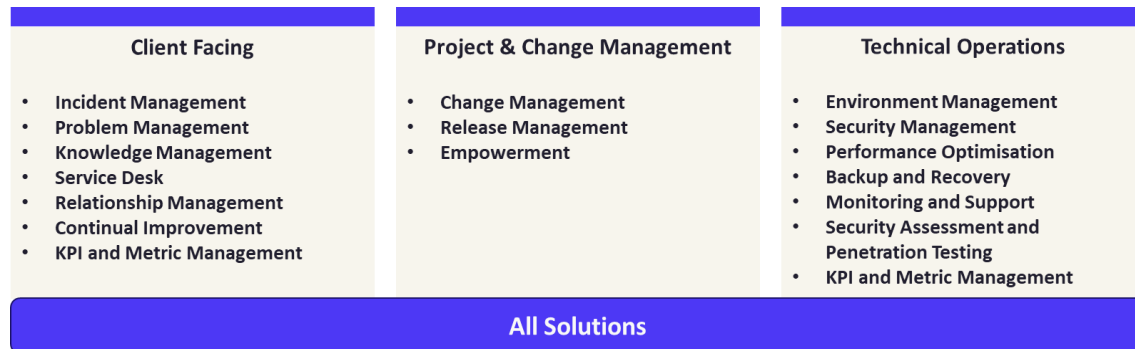 Client Facing
• Incident Management
• Problem Management
• Knowledge Management
• Service Desk
• Relationship Management
• Continual Improvement
• KPI and Metric Management
Project & Change Management
• Change Management
• Release Management
• Empowerment
Technical Operations
• Environment Management
• Security Management
• Performance Optimisation
• Backup and Recovery
• Monitoring and Support
• Security Assessment and
Penetration Testing
• KPI and Metric Management
All Solutions